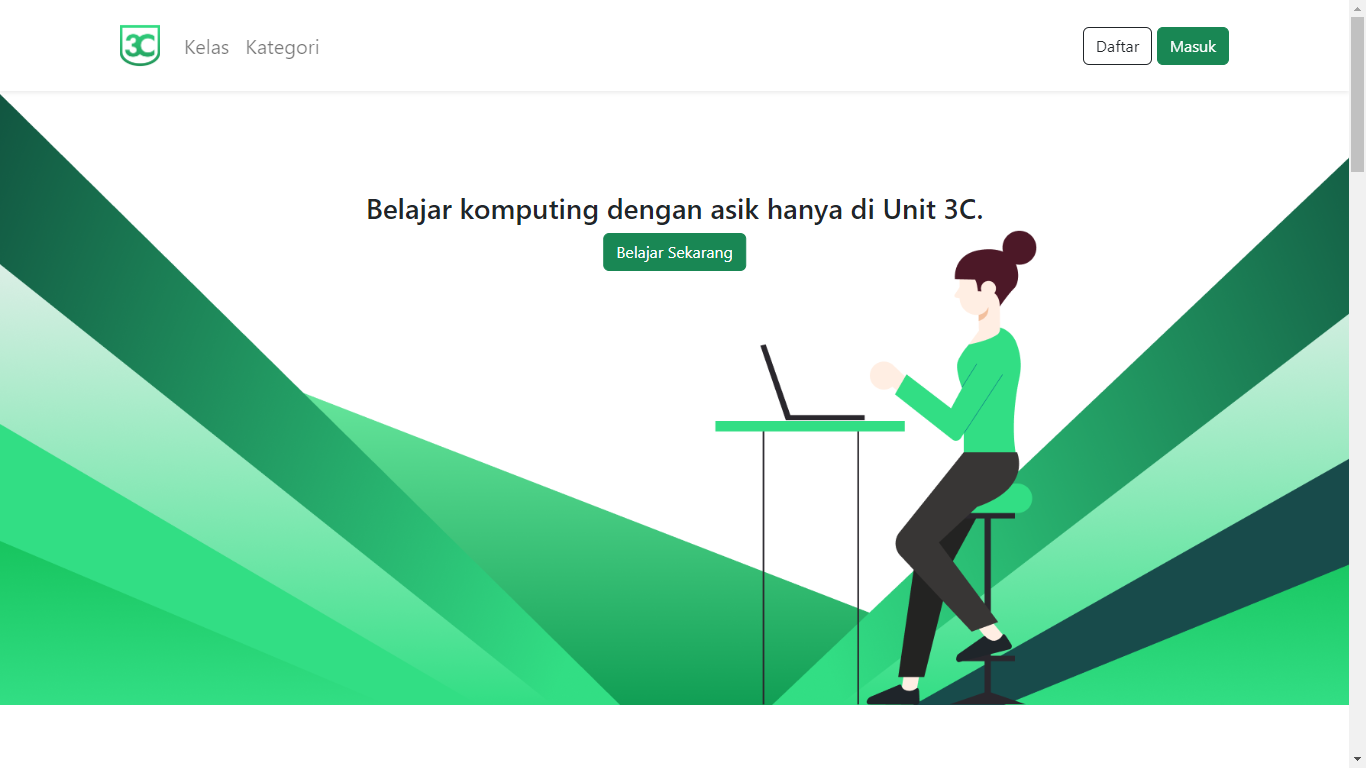 3C
Kelas Kategori
Daftar Masuk
Belajar komputing dengan asik hanya di Unit 3C.
Belajar Sekarang